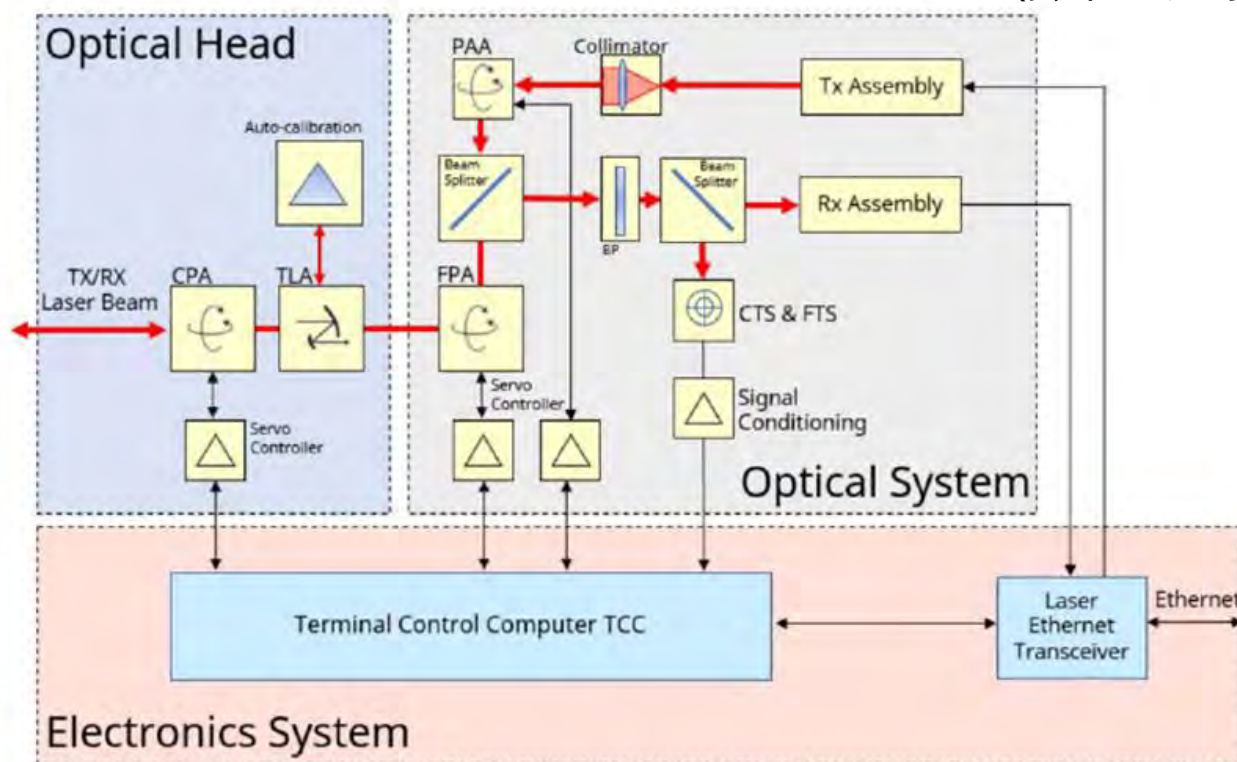 Optical Head
Auto-calibration
TX/RX
Laser Beam
CPA
TLA
Servo
Controller
PAA
Collimator
Tx Assembly
Beam
Splitter
BP
Beam
Splitter
Rx Assembly
FPA
CTS & FTS
Servo
Controller
Signal
Conditioning
Optical System
Terminal Control Computer TCC
Laser
Ethernet
Transceiver
Ethernet
Electronics System